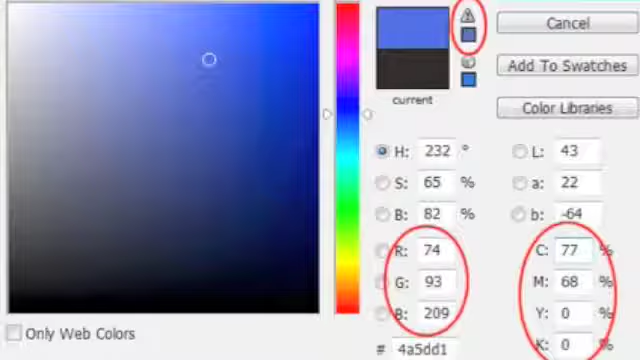 Cancel
Add To Swatches
current
Color Libraries
H: 232 °
L: 43
S: 65 %
a: 22
B: 82 %
b: -64
R: 74
C: 77 %
G: 93
M: 68 %
B: 209
Y: 0 %
Only Web Colors
# 4a5dd1
K: 0 %